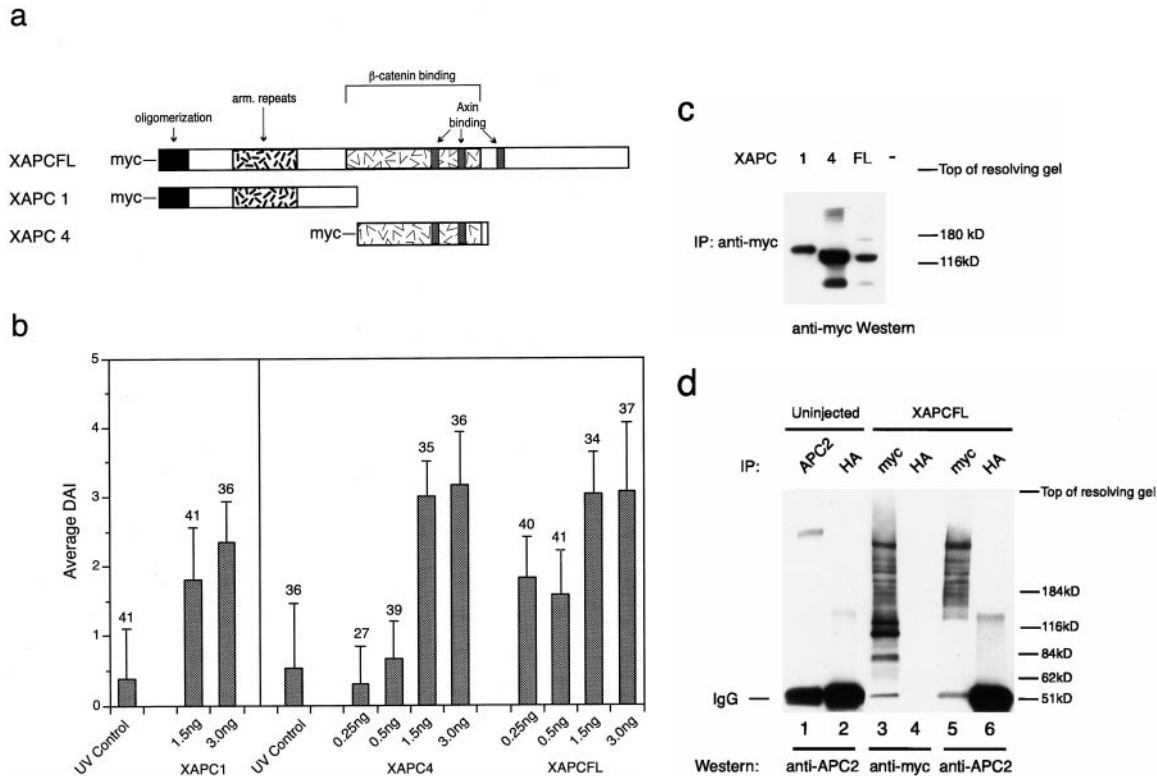 a
β-catenin binding
arm. repeats
Axin
binding
oligomerization
XAPCFL
myc
XAPC 1
myc
XAPC 4
myc
b
Average DAI
5
4
3
2
1
0
41
41
36
36
27
39
35
36
40
41
34
37
UV Control
1.5ng
3.0ng
UV Control
0.25ng
0.5ng
1.5ng
3.0ng
0.25ng
0.5ng
1.5ng
3.0ng
XAPC1
XAPC4
XAPCFL
c
XAPC 1 4 FL -
Top of resolving gel
IP: anti-myc
180 kD
116kD
anti-myc Western
d
Uninjected XAPCFL
IP: APC2 HA myc HA myc HA
Top of resolving gel
184kD
116kD
84kD
62kD
51kD
IgG
1 2 3 4 5 6
Western: anti-APC2 anti-myc anti-APC2